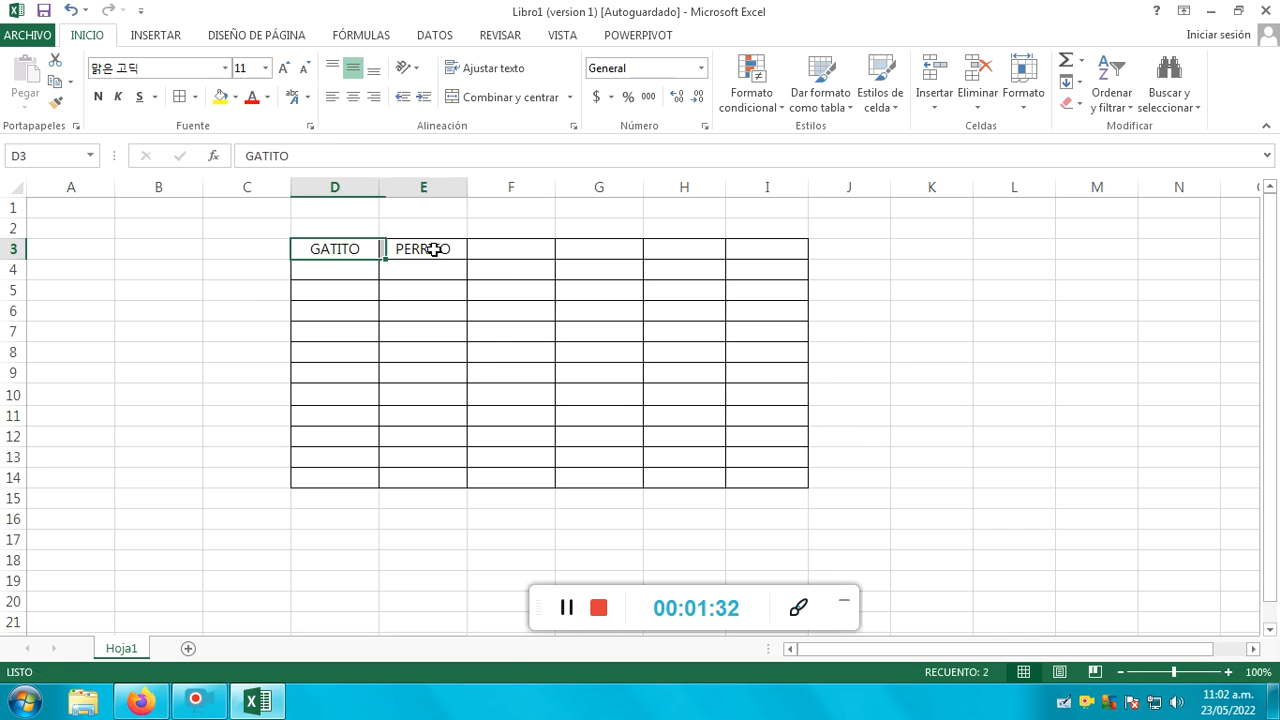 Libro1 (version 1) [Autoguardado] - Microsoft Excel
ARCHIVO INICIO INSERTAR DISEÑO DE PÁGINA FÓRMULAS DATOS REVISAR VISTA POWERPIVOT Iniciar sesión
Pegar
맑은 고딕 11
N K S A
Ajustar texto
Combinar y centrar
General
$ % 000
Formato condicional
Dar formato como tabla
Estilos de celda
Insertar
Eliminar
Formato
Ordenar y filtrar
Buscar y seleccionar
Portapapeles Fuente Alineación Número Estilos Celdas Modificar
D3 fx GATITO
A B C D E F G H I J K L M N
1
2
3 GATITO
4
5
6
7
8
9
10
11
12
13
14
15
16
17
18
19
20
21
00:01:32
Hoja1
LISTO RECUENTO: 2 100%
11:02 a.m.
23/05/2022